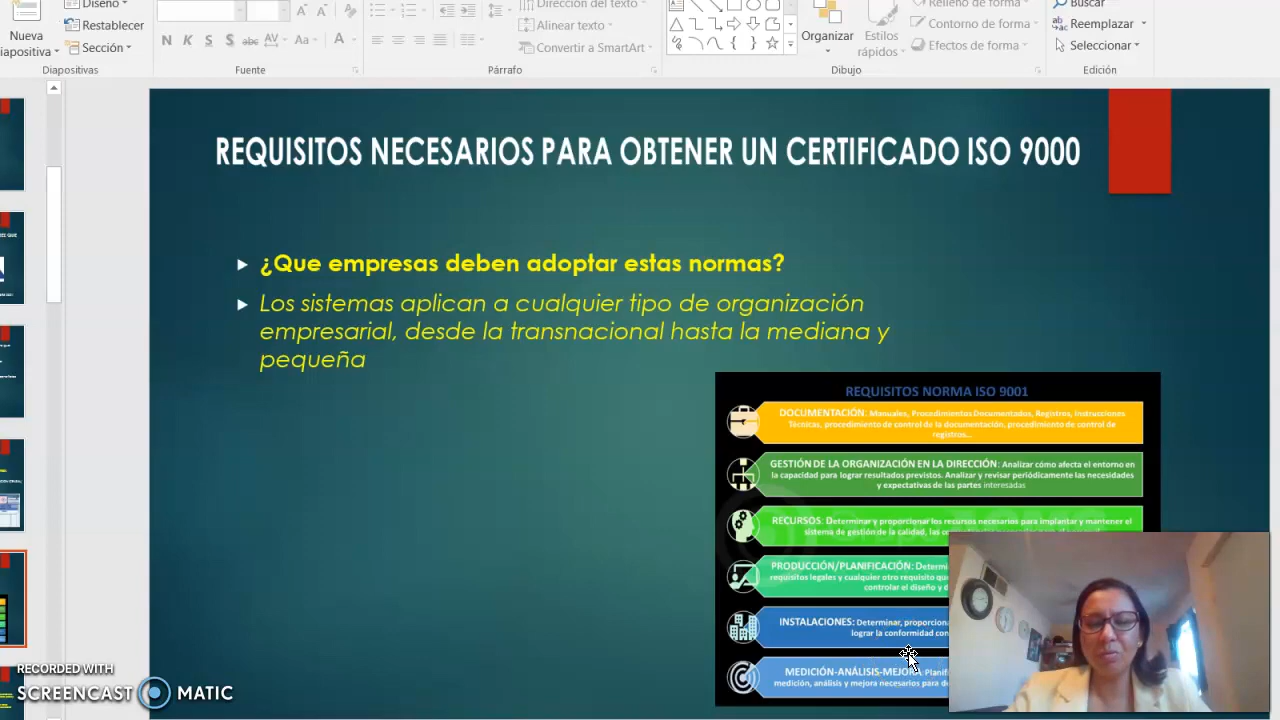 Diseño
Nueva
diapositiva
Restablecer
Sección
Diapositivas
N K S S abc AV Aa A
Fuente
Dirección del texto
Alinear texto
Convertir a SmartArt
Párrafo
Organizar
Estilos
rápidos
Relleno de forma
Contorno de forma
Efectos de forma
Dibujo
Buscar
Reemplazar
Seleccionar
Edición
REQUISITOS NECESARIOS PARA OBTENER UN CERTIFICADO ISO 9000
¿Que empresas deben adoptar estas normas?
Los sistemas aplican a cualquier tipo de organización
empresarial, desde la transnacional hasta la mediana y
pequeña
REQUISITOS NORMA ISO 9001
DOCUMENTACIÓN: Manuales, Procedimientos Documentados, Registros, Instrucciones
Técnicas, procedimiento de control de la documentación, procedimiento de control de
registros...
GESTIÓN DE LA ORGANIZACIÓN EN LA DIRECCIÓN: Analizar cómo afecta el entorno en
la capacidad para lograr resultados previstos. Analizar y revisar periódicamente las necesidades
y expectativas de las partes interesadas
RECURSOS: Determinar y proporcionar los recursos necesarios para implantar y mantener el
sistema de gestión de la calidad, las
PRODUCCIÓN/PLANIFICACIÓN:
requisitos legales y cualquier otro requisito
controlar el diseño y
INSTALACIONES: Determinar,
lograr la conformidad
MEDICIÓN-ANÁLISIS-MEJORA:
medición, análisis y mejora necesarios para
RECORDED WITH
SCREENCAST MATIC